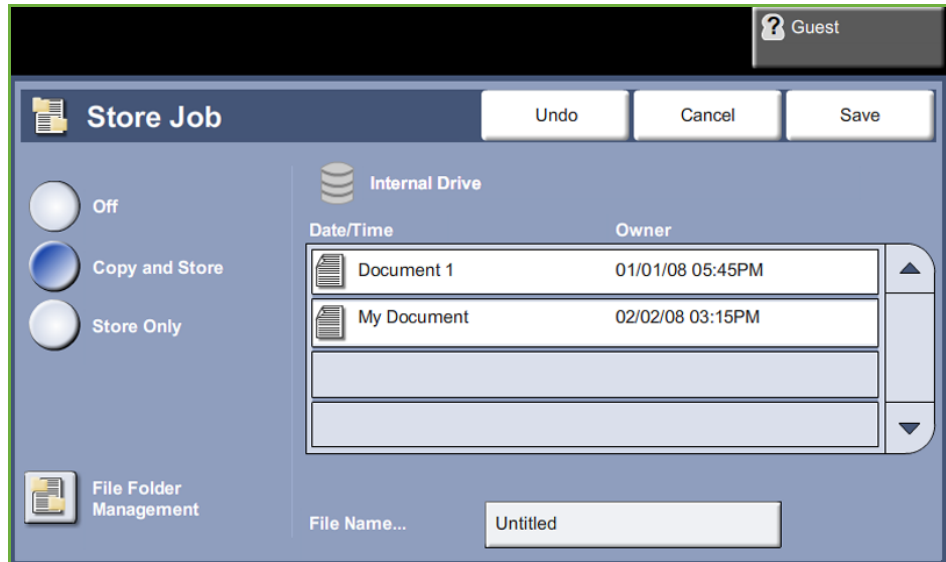 Guest
Store Job
Undo
Cancel
Save
Off
Copy and Store
Store Only
File Folder
Management
Internal Drive
Date/Time Owner
Document 1 01/01/08 05:45PM
My Document 02/02/08 03:15PM
File Name... Untitled